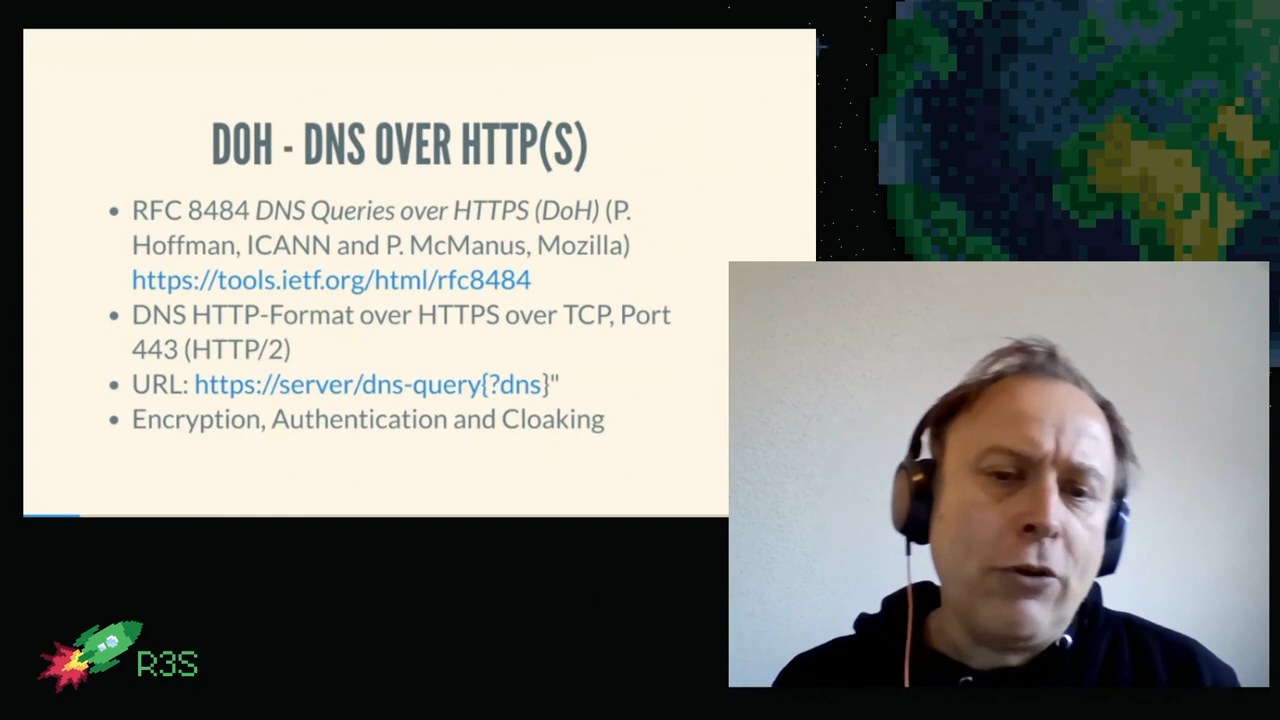 DOH - DNS OVER HTTP(S)
• RFC 8484 DNS Queries over HTTPS (DoH) (P.
Hoffman, ICANN and P. McManus, Mozilla)
https://tools.ietf.org/html/rfc8484
• DNS HTTP-Format over HTTPS over TCP, Port
443 (HTTP/2)
• URL: https://server/dns-query{?dns}"
• Encryption, Authentication and Cloaking
R3S